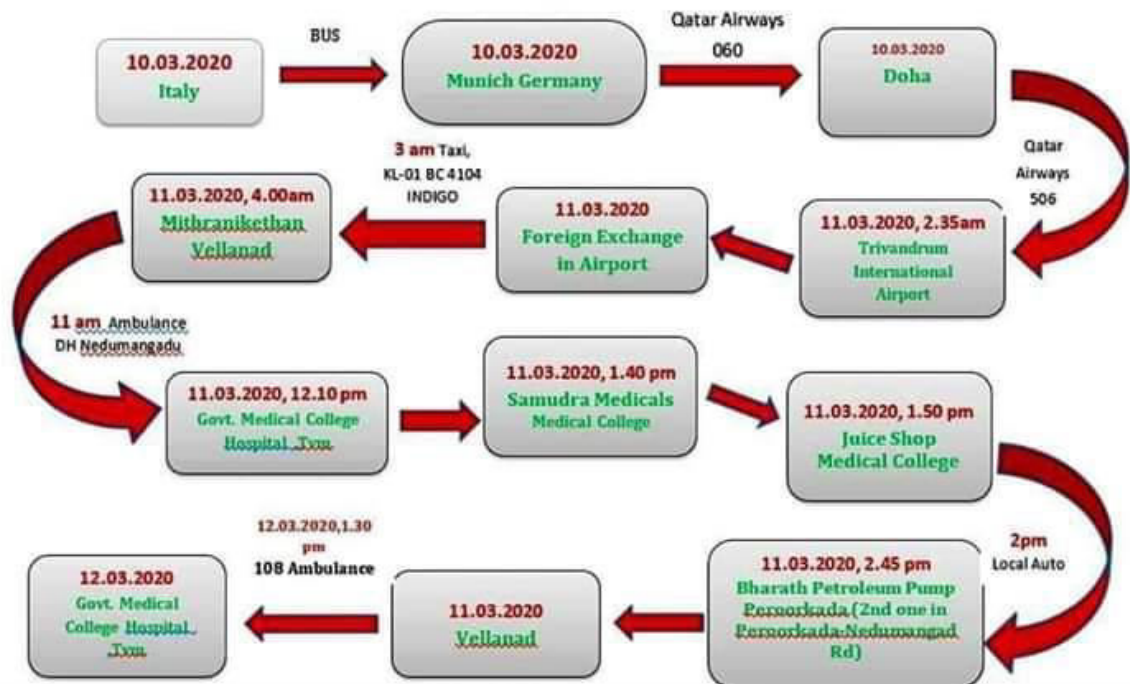 10.03.2020
Italy
BUS
10.03.2020
Munich Germany
Qatar Airways
060
10.03.2020
Doha
Qatar
Airways
506
11.03.2020, 2.35am
Trivandrum
International
Airport
11.03.2020
Foreign Exchange
in Airport
3 am Taxi,
KL-01 BC 4104
INDIGO
11.03.2020, 4.00am
Mithranikethan
Vellanad
11 am Ambulance
DH Nedumangadu
11.03.2020, 12.10 pm
Govt. Medical College
Hospital ,Tvm
11.03.2020, 1.40 pm
Samudra Medicals
Medical College
11.03.2020, 1.50 pm
Juice Shop
Medical College
2pm
Local Auto
11.03.2020, 2.45 pm
Bharath Petroleum Pump
Peroorkada (2nd one in
Peroorkada-Nedumangad
Rd)
11.03.2020
Vellanad
12.03.2020,1.30
pm
108 Ambulance
12.03.2020
Govt. Medical
College Hospital
,Tvm